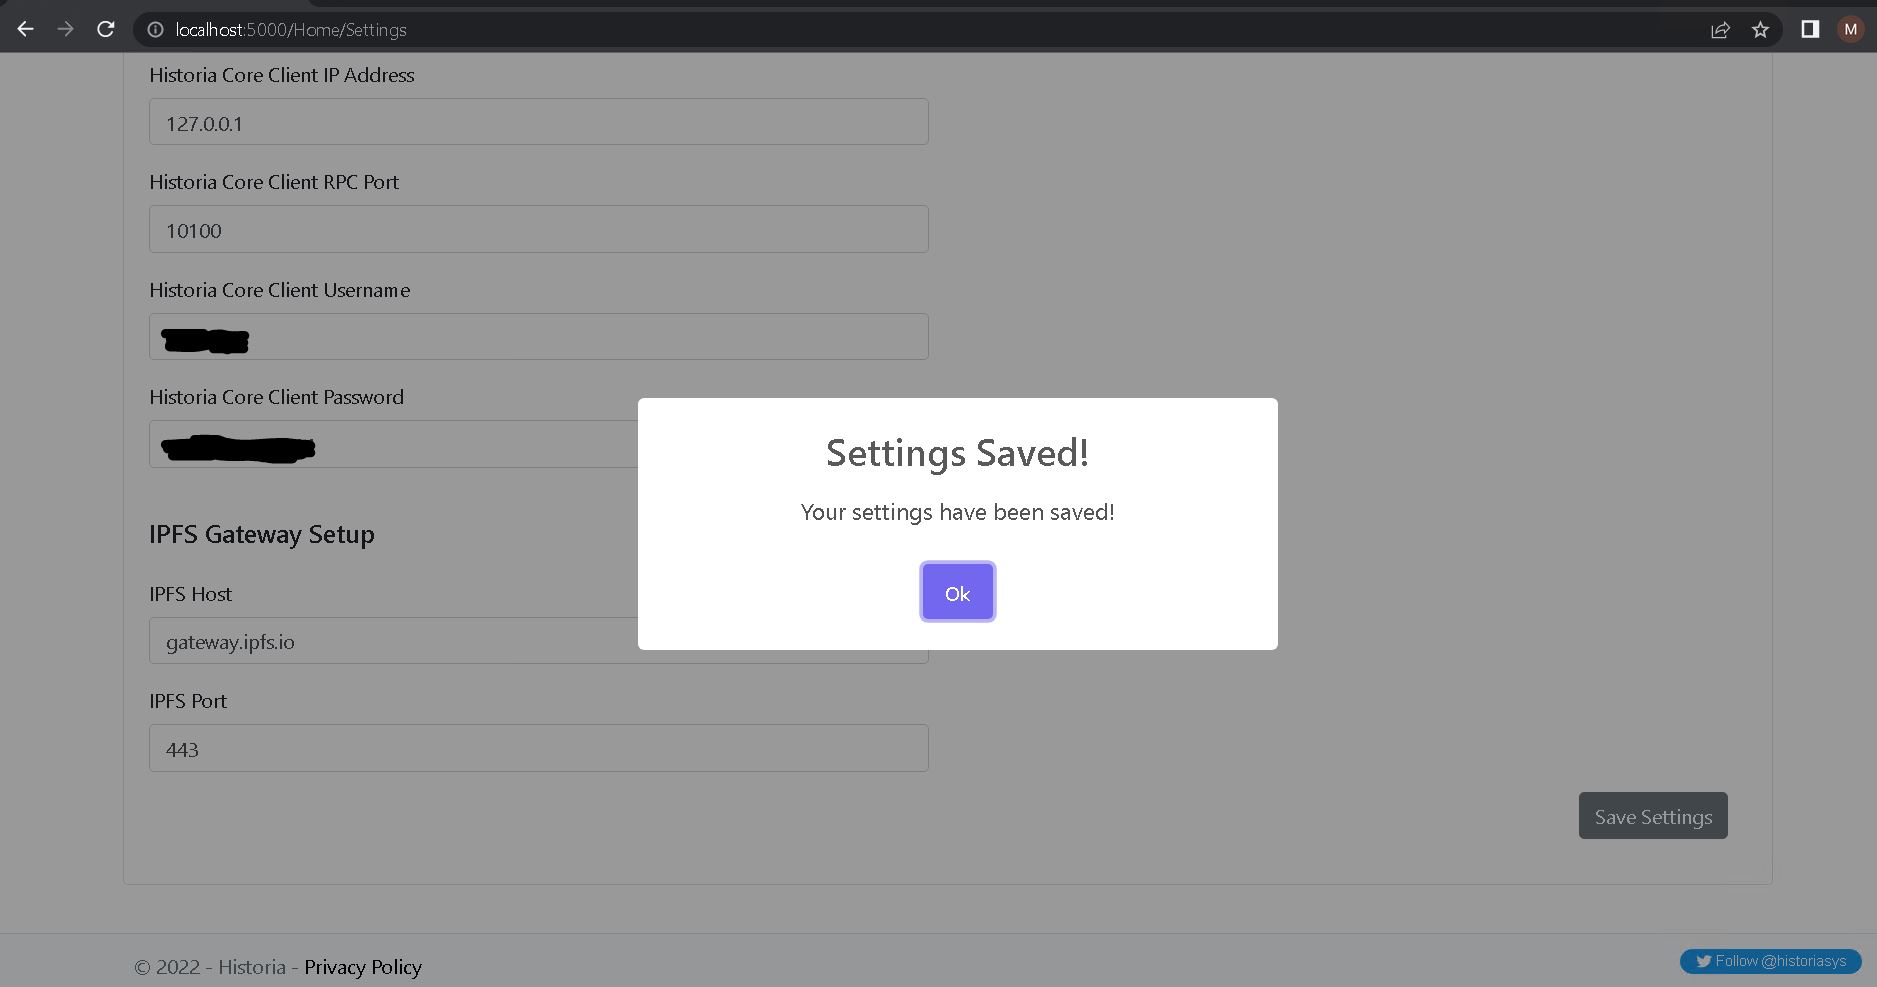 localhost:5000/Home/Settings
M
Historia Core Client IP Address
127.0.0.1
Historia Core Client RPC Port
10100
Historia Core Client Username
Historia Core Client Password
Settings Saved!
Your settings have been saved!
Ok
IPFS Gateway Setup
IPFS Host
gateway.ipfs.io
IPFS Port
443
Save Settings
© 2022 - Historia - Privacy Policy
Follow @historiasys